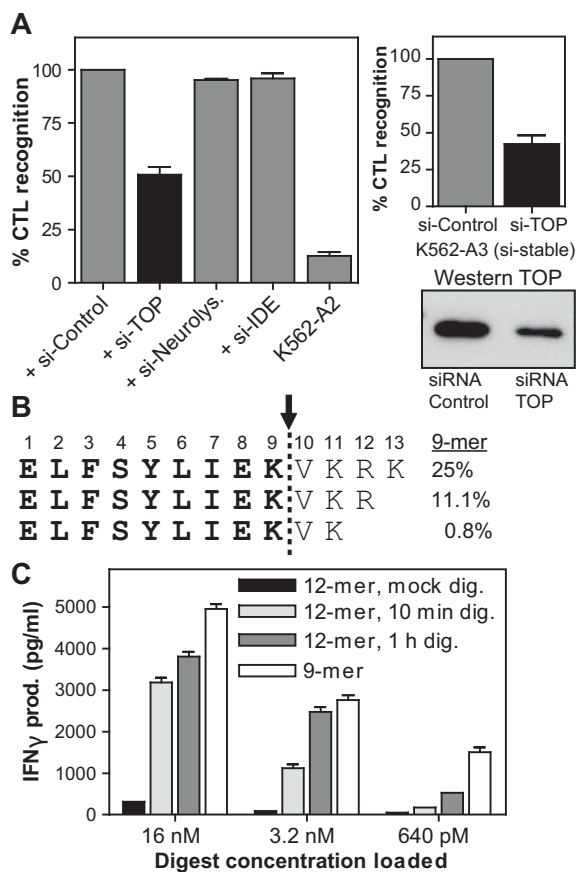 A
% CTL recognition
100
75
50
25
0
+ si-Control
+ si-TOP
+ si-Neurolys.
+ si-IDE
K562-A2
% CTL recognition
100
75
50
25
0
si-Control si-TOP
K562-A3 (si-stable)
Western TOP
siRNA Control
siRNA TOP
B
1 2 3 4 5 6 7 8 9 10 11 12 13 9-mer
E L F S Y L I E K V K R K 25%
E L F S Y L I E K V K R 11.1%
E L F S Y L I E K V K 0.8%
C
IFNγ prod. (pg/ml)
5000
4000
3000
2000
1000
0
12-mer, mock dig.
12-mer, 10 min dig.
12-mer, 1 h dig.
9-mer
16 nM 3.2 nM 640 pM
Digest concentration loaded